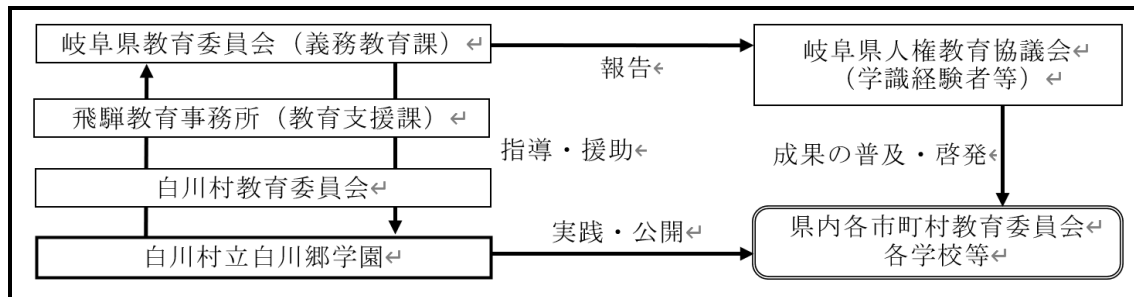 岐阜県教育委員会（義務教育課）↵
報告↵
岐阜県人権教育協議会↵
（学識経験者等）↵
飛騨教育事務所（教育支援課）↵
指導・援助↵
成果の普及・啓発↵
白川村教育委員会↵
白川村立白川郷学園↵
実践・公開↵
県内各市町村教育委員会↵
各学校等↵